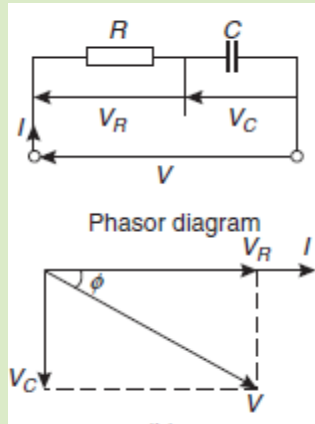 R C
I V_R V_C
V
Phasor diagram
V_R I
ϕ
V_C
V